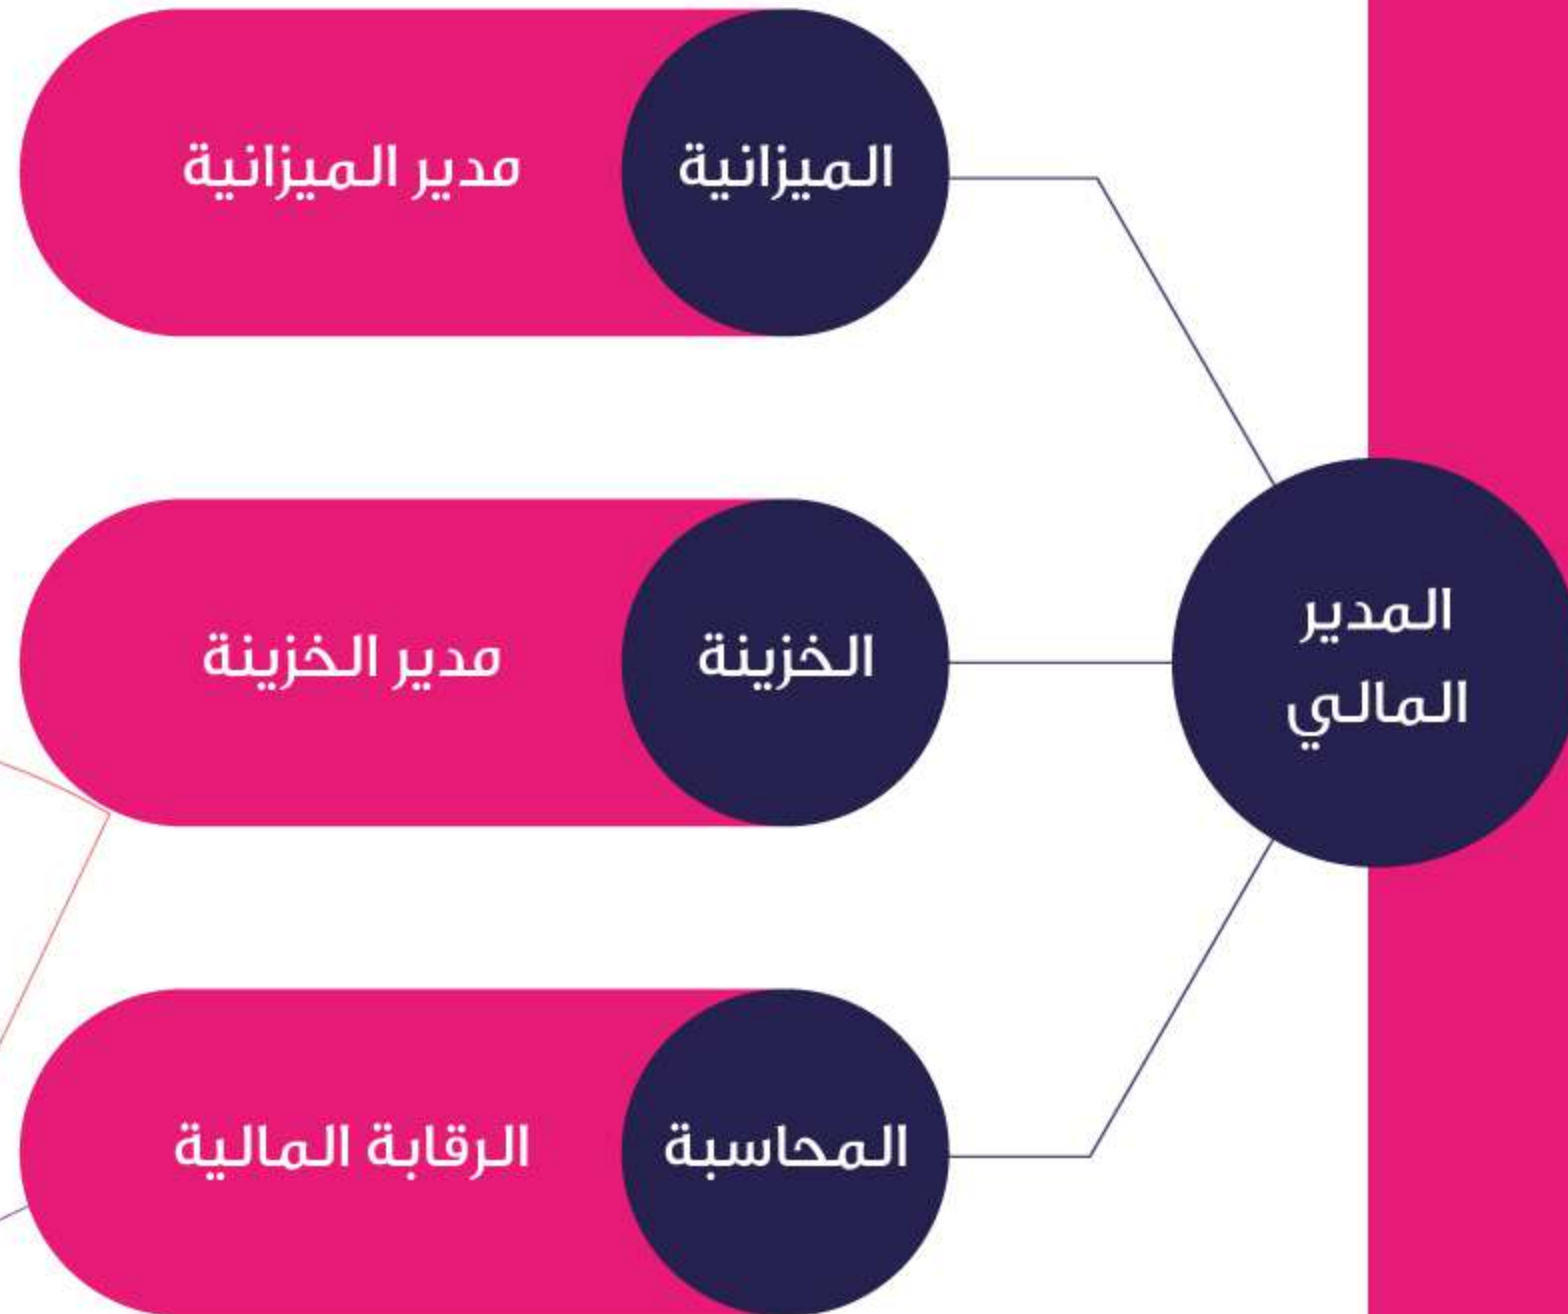 المدير
المالي
الميزانية
مدير الميزانية
الخزينة
مدير الخزينة
المحاسبة
الرقابة المالية